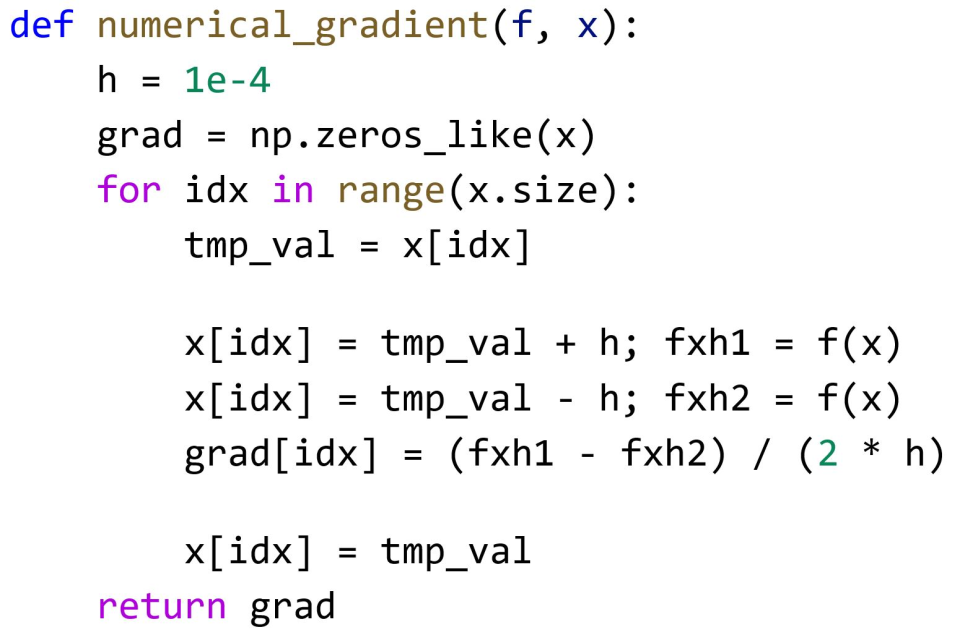 def numerical_gradient(f, x):
    h = 1e-4
    grad = np.zeros_like(x)
    for idx in range(x.size):
        tmp_val = x[idx]

        x[idx] = tmp_val + h; fxh1 = f(x)
        x[idx] = tmp_val - h; fxh2 = f(x)
        grad[idx] = (fxh1 - fxh2) / (2 * h)

        x[idx] = tmp_val
    return grad